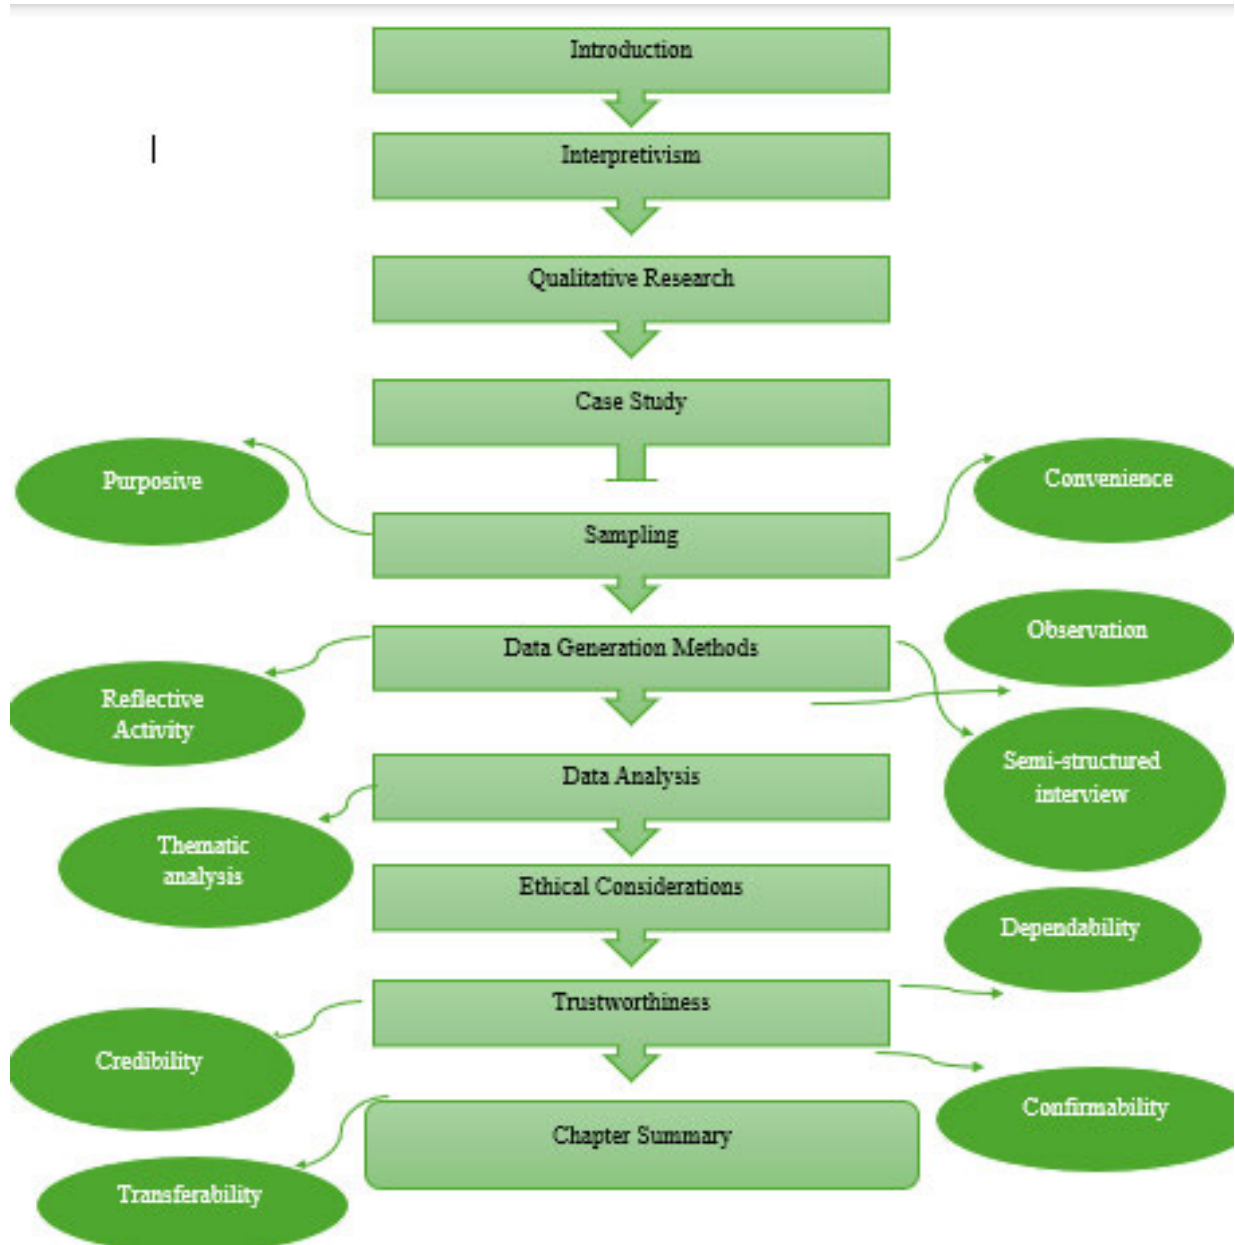 Introduction
Interpretivism
Qualitative Research
Case Study
Purposive
Convenience
Sampling
Observation
Data Generation Methods
Reflective
Activity
Semi-structured
interview
Data Analysis
Thematic
analysis
Ethical Considerations
Dependability
Trustworthiness
Credibility
Confirmability
Chapter Summary
Transferability